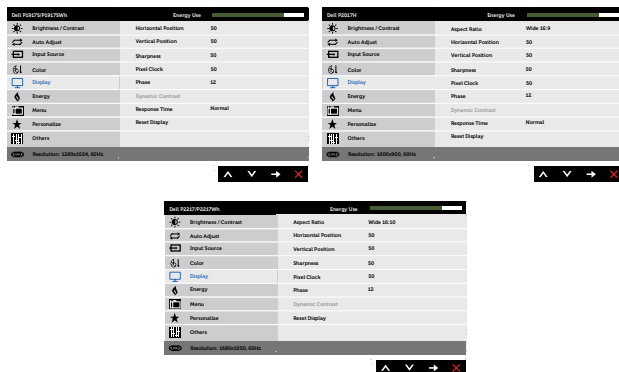 Dell P1917S/P1917SWh Energy Use
Brightness / Contrast Horizontal Position 50
Auto Adjust Vertical Position 50
Input Source Sharpness 50
Color Pixel Clock 50
Display Phase 12
Energy Dynamic Contrast
Menu Response Time Normal
Personalize Reset Display
Others
Resolution: 1280x1024, 60Hz
Dell P2017H Energy Use
Brightness / Contrast Aspect Ratio Wide 16:9
Auto Adjust Horizontal Position 50
Input Source Vertical Position 50
Color Sharpness 50
Display Pixel Clock 50
Energy Phase 12
Menu Dynamic Contrast
Personalize Response Time Normal
Others Reset Display
Resolution: 1600x900, 60Hz
Dell P2217/P2217Wh Energy Use
Brightness / Contrast Aspect Ratio Wide 16:10
Auto Adjust Horizontal Position 50
Input Source Vertical Position 50
Color Sharpness 50
Display Pixel Clock 50
Energy Phase 12
Menu Dynamic Contrast
Personalize Reset Display
Others
Resolution: 1680x1050, 60Hz